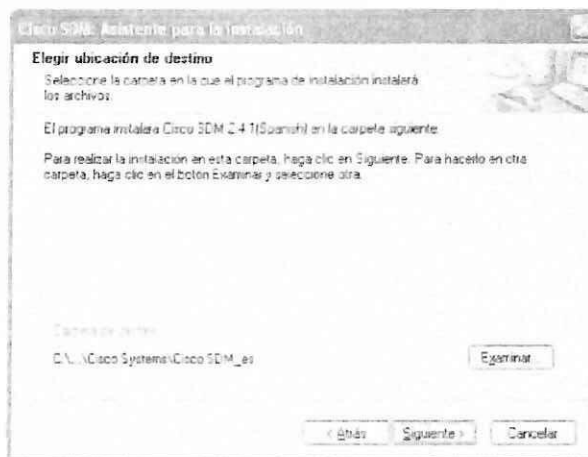 Cisco SDM: Asistente para la instalación
Elegir ubicación de destino
Seleccione la carpeta en la que el programa de instalación instalará
los archivos.
El programa instalará Cisco SDM 2.4.1(Spanish) en la carpeta siguiente.
Para realizar la instalación en esta carpeta, haga clic en Siguiente. Para hacerlo en otra
carpeta, haga clic en el botón Examinar y seleccione otra.
Carpeta de destino
C:\...\Cisco Systems\Cisco SDM_es
Examinar...
< Atrás
Siguiente >
Cancelar